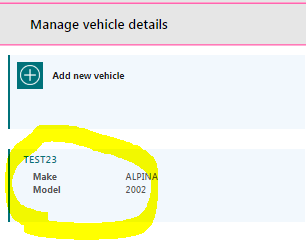 Manage vehicle details
Add new vehicle
TEST23
Make ALPINA
Model 2002